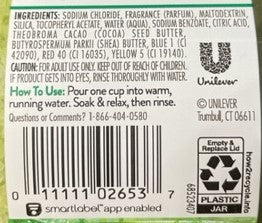 INGREDIENTS: SODIUM CHLORIDE, FRAGRANCE (PARFUM), MALTODEXTRIN,
SILICA, TOCOPHERYL ACETATE, WATER (AQUA), SODIUM BENZOATE, CITRIC ACID,
THEOBROMA CACAO (COCOA) SEED BUTTER,
BUTYROSPERMUM PARKII (SHEA) BUTTER, BLUE 1 (CI
42090), RED 40 (CI 16035), YELLOW 5 (CI 19140).
CAUTION: FOR ADULT USE ONLY. KEEP OUT OF REACH OF CHILDREN.
IF PRODUCT GETS INTO EYES, RINSE THOROUGHLY WITH WATER.
How To Use: Pour one cup into warm,
running water. Soak & relax, then rinse.
Questions or Comments? 1-866-404-0580
Unilever
© UNILEVER
Trumbull, CT 06611
0 11111 02653 7
smartlabel app enabled
68523407
Empty &
Replace Lid
PLASTIC
JAR
how2recycle.info